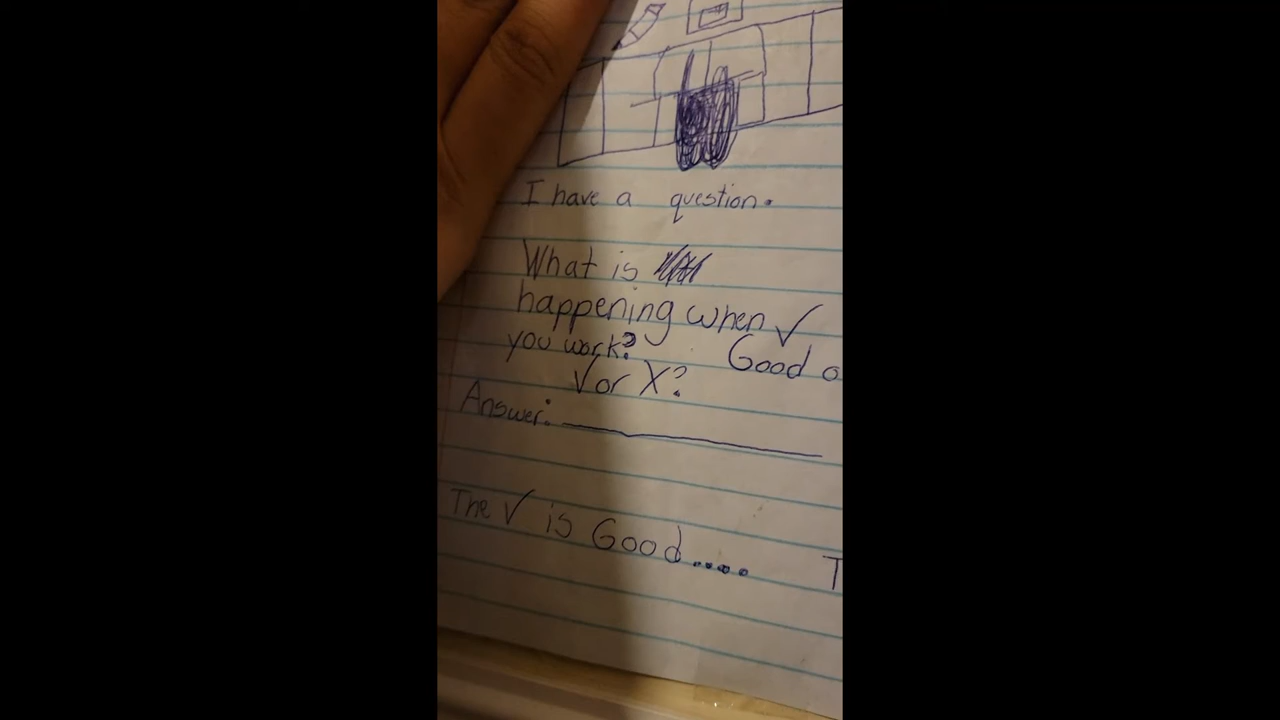 I have a question.
What is
happening when ✓
you work? Good o
✓ or X?
Answer:
The ✓ is Good.....
T